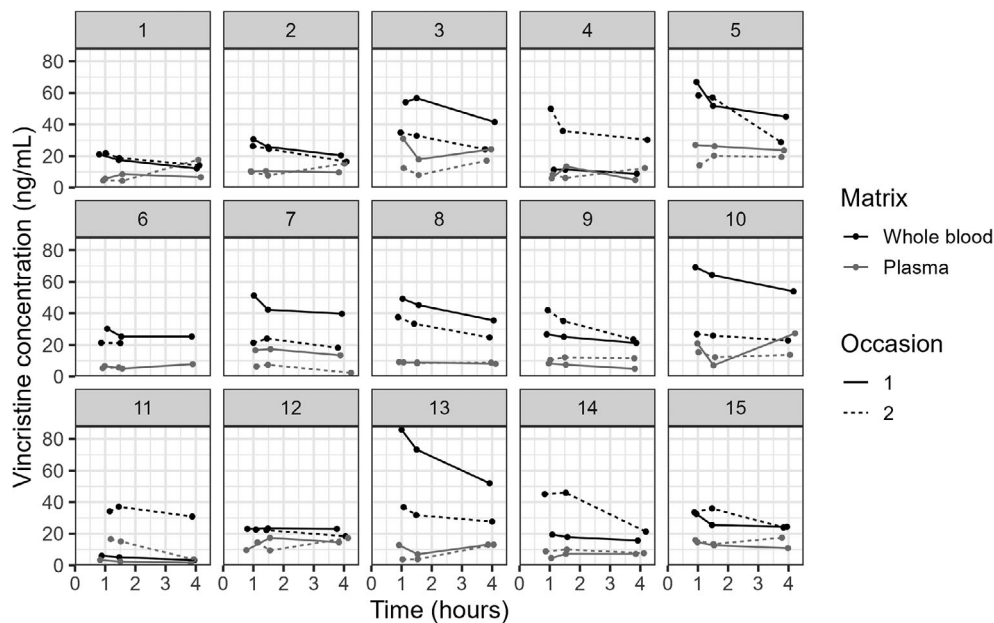 1 2 3 4 5
80
60
40
20
0
6 7 8 9 10
80
60
40
20
0
11 12 13 14 15
80
60
40
20
0
0 1 2 3 4 0 1 2 3 4 0 1 2 3 4 0 1 2 3 4 0 1 2 3 4
Time (hours)
Vincristine concentration (ng/mL)
Matrix
Whole blood
Plasma
Occasion
1
2